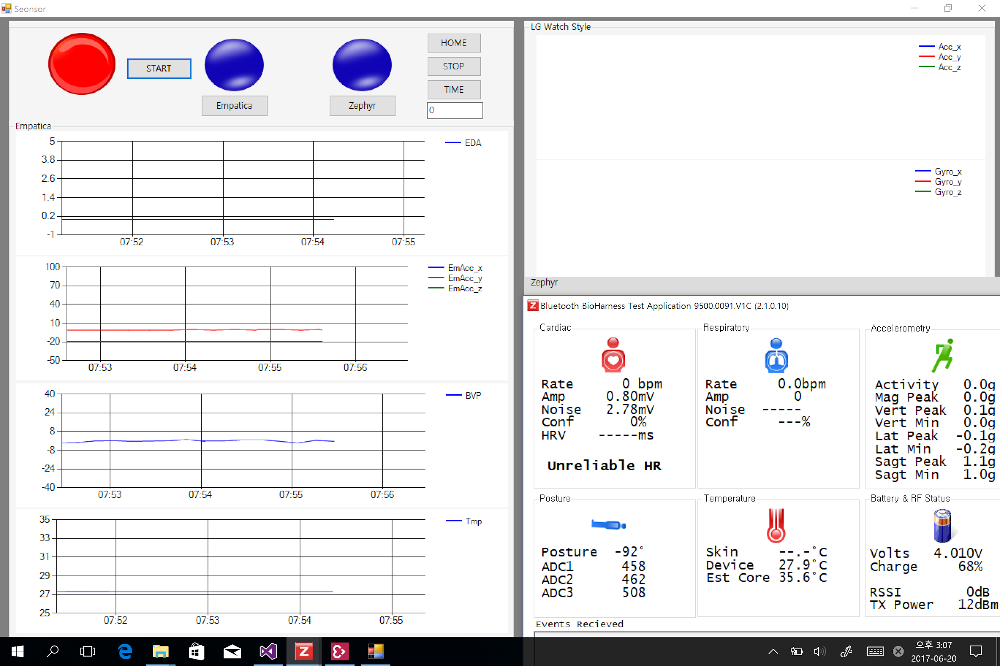 Seonsor
START
Empatica
Zephyr
HOME
STOP
TIME
0
Empatica
EDA
5
3.8
2.6
1.4
0.2
-1
07:52 07:53 07:54 07:55
EmAcc_x
EmAcc_y
EmAcc_z
100
70
40
10
-20
-50
07:53 07:54 07:55 07:56
BVP
40
24
8
-8
-24
-40
07:53 07:54 07:55 07:56
Tmp
35
33
31
29
27
25
07:52 07:53 07:54 07:55
LG Watch Style
Acc_x
Acc_y
Acc_z
Gyro_x
Gyro_y
Gyro_z
Zephyr
Bluetooth BioHarness Test Application 9500.0091.V1C (2.1.0.10)
Cardiac
Rate 0 bpm
Amp 0.80mV
Noise 2.78mV
Conf 0%
HRV -----ms
Unreliable HR
Respiratory
Rate 0.0bpm
Amp 0
Noise -----
Conf ---%
Accelerometry
Activity 0.0g
Mag Peak 0.0g
Vert Peak 0.1g
Vert Min 0.0g
Lat Peak -0.1g
Lat Min -0.2g
Sagt Peak 1.1g
Sagt Min 1.0g
Posture
Posture -92°
ADC1 458
ADC2 462
ADC3 508
Temperature
Skin --.-°C
Device 27.9°C
Est Core 35.6°C
Battery & RF Status
Volts 4.010V
Charge 68%
RSSI 0dB
TX Power 12dBm
Events Recieved
오후 3:07
2017-06-20